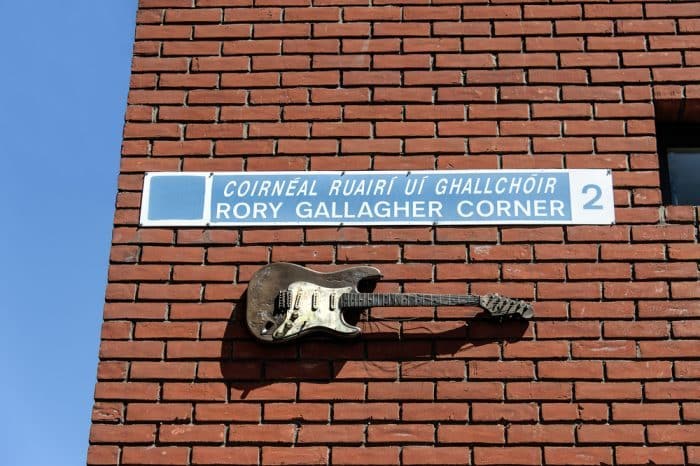 COIRNÉAL RUAIRÍ UÍ GHALLCHÓIR
RORY GALLAGHER CORNER
2